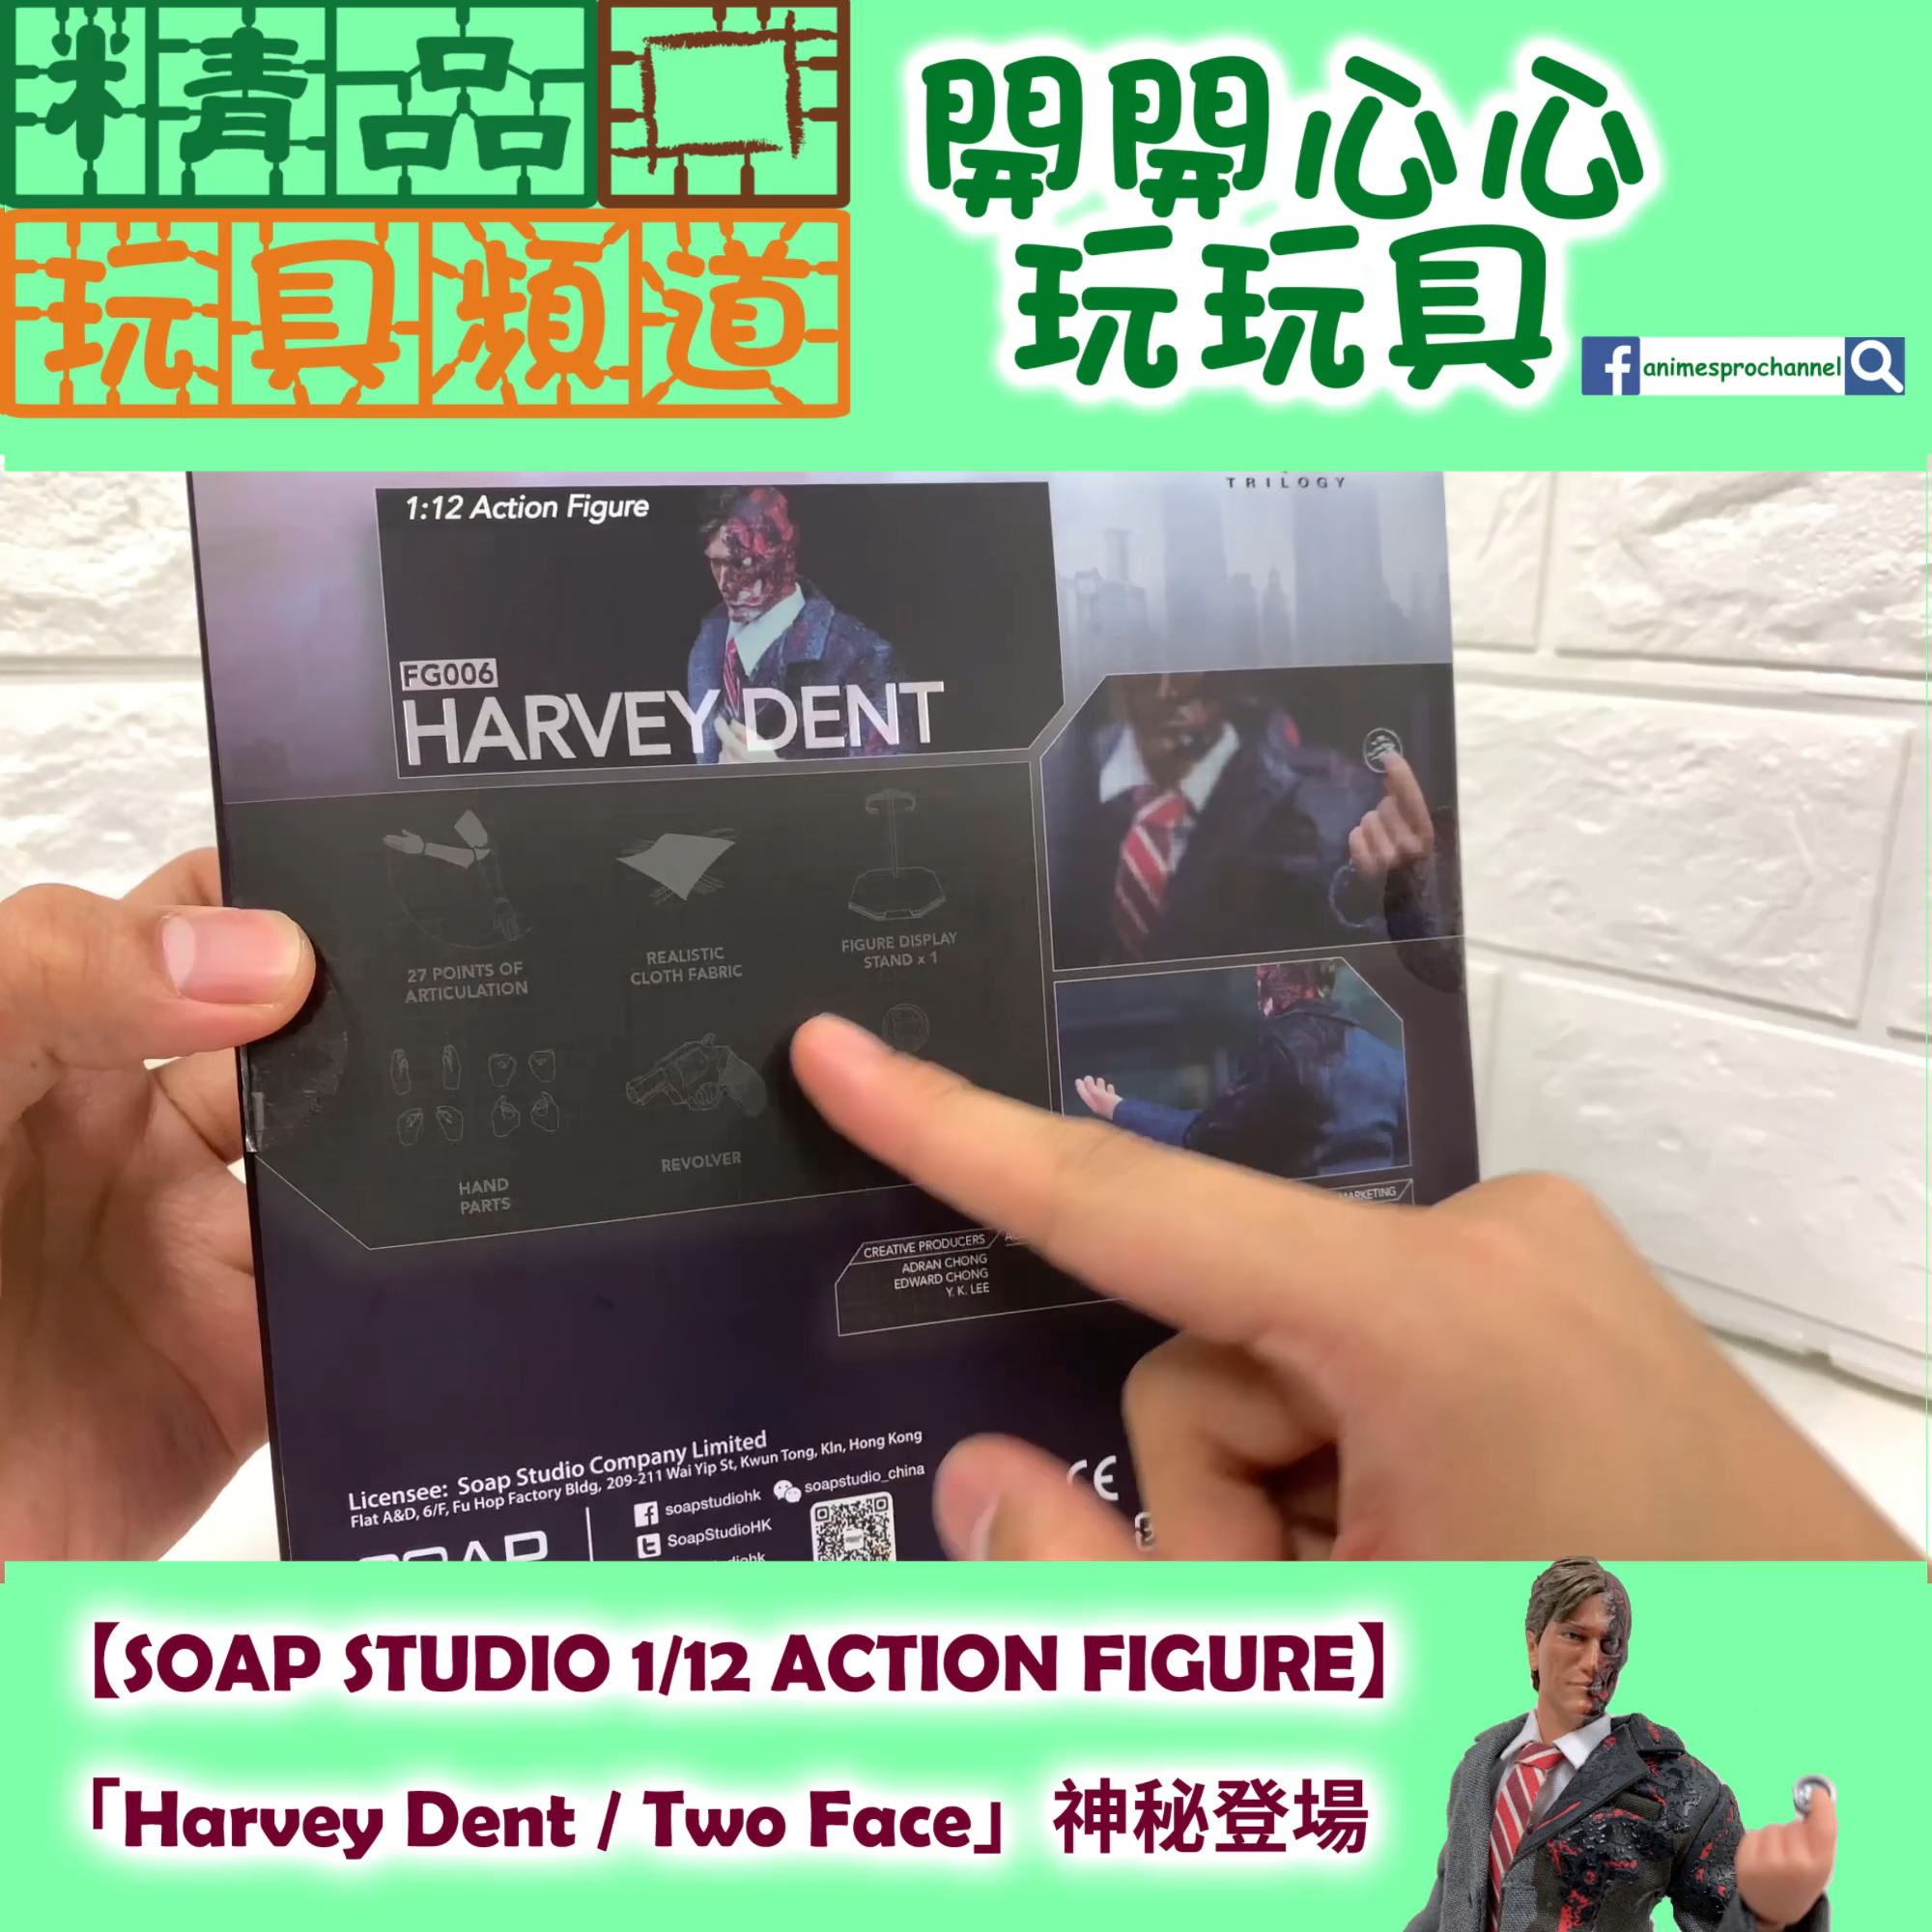 精品
玩具頻道
開開心心
玩玩具
animesprochannel
TRILOGY
1:12 Action Figure
FG006
HARVEY DENT
27 POINTS OF
ARTICULATION
REALISTIC
CLOTH FABRIC
FIGURE DISPLAY
STAND x 1
HAND
PARTS
REVOLVER
MARKETING
CREATIVE PRODUCERS
ADRAN CHONG
EDWARD CHONG
Y. K. LEE
Licensee: Soap Studio Company Limited
Flat A&D, 6/F, Fu Hop Factory Bldg, 209-211 Wai Yip St, Kwun Tong, Kln, Hong Kong
soapstudiohk
soapstudio_china
SoapStudioHK
SOAP
CE
【SOAP STUDIO 1/12 ACTION FIGURE】
「Harvey Dent / Two Face」 神秘登場